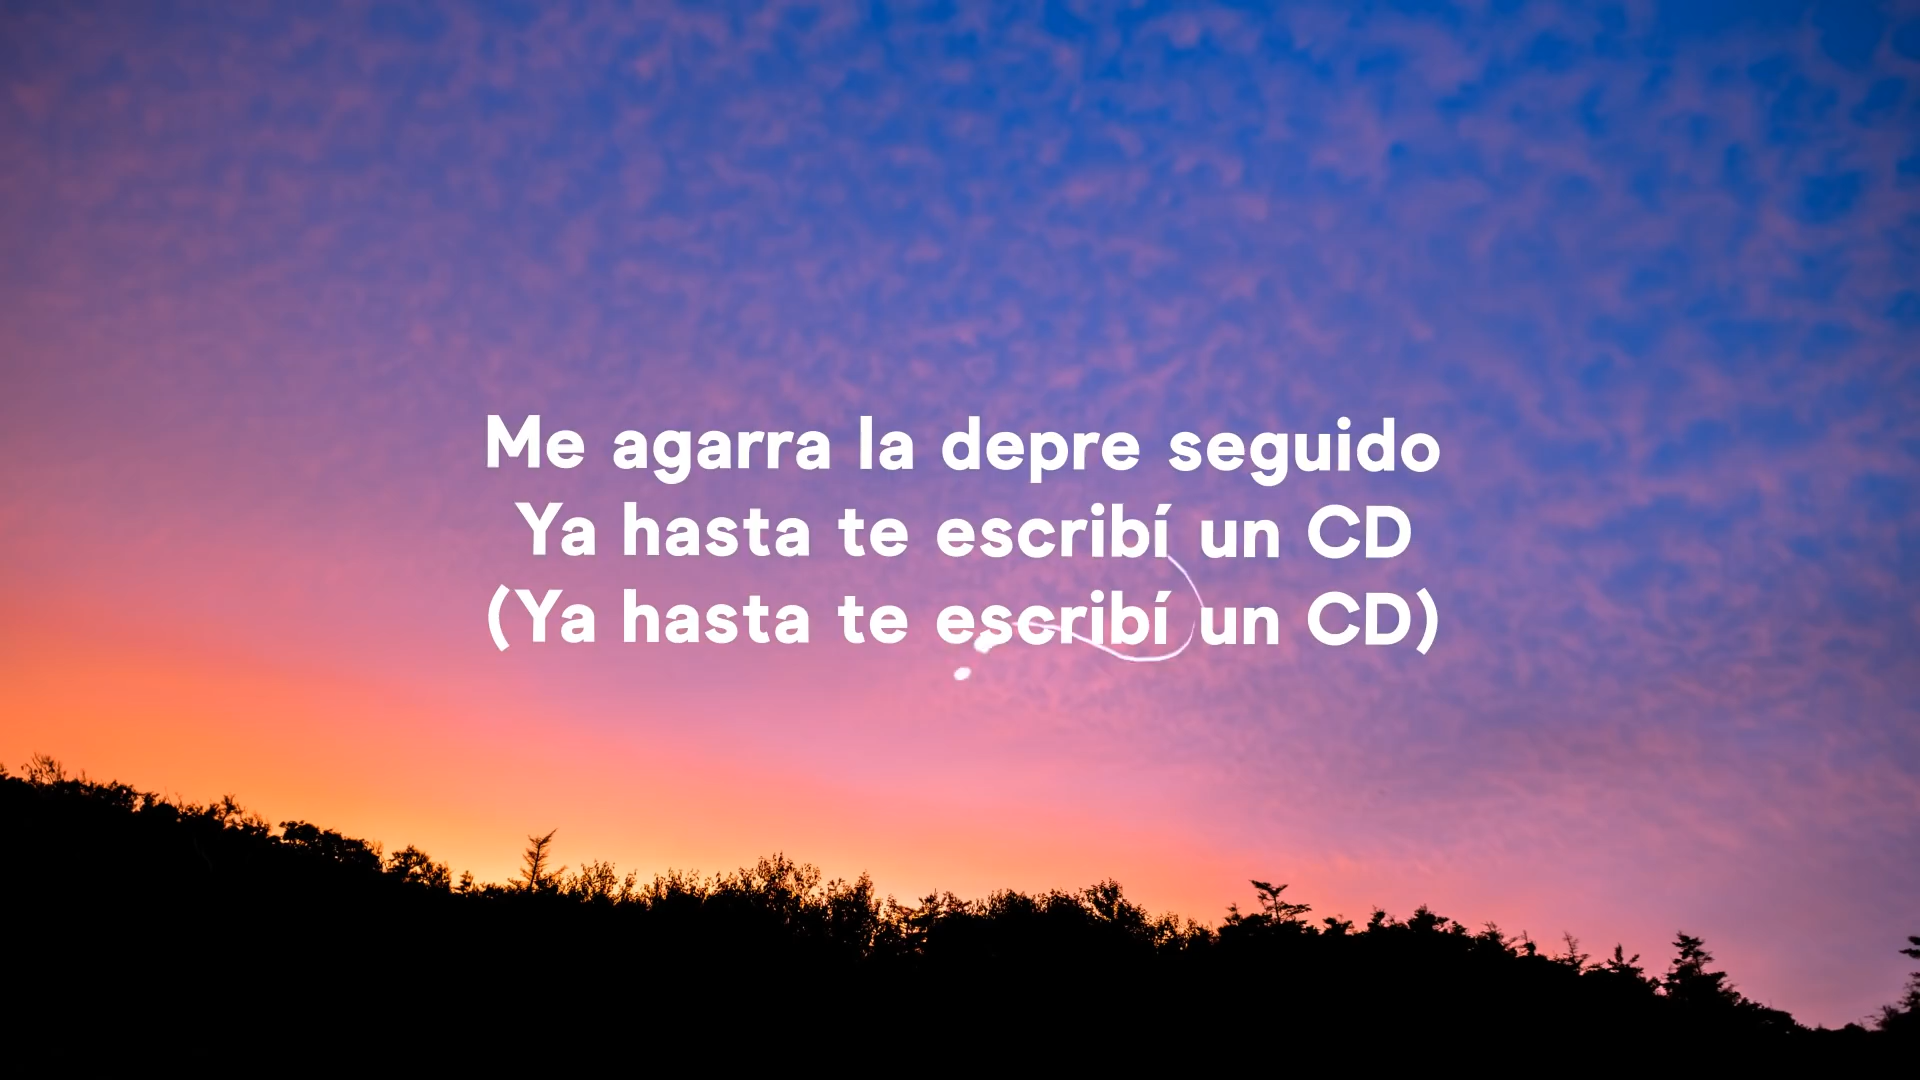 Me agarra la depre seguido
Ya hasta te escribí un CD
(Ya hasta te escribí un CD)